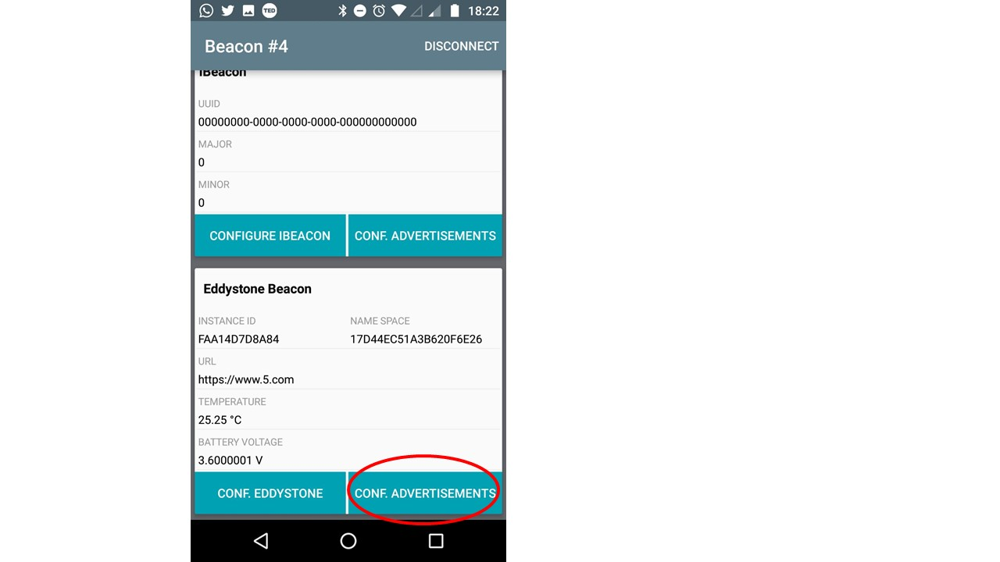 TED 18:22
Beacon #4 DISCONNECT
iBeacon
UUID
00000000-0000-0000-0000-000000000000
MAJOR
0
MINOR
0
CONFIGURE IBEACON CONF. ADVERTISEMENTS
Eddystone Beacon
INSTANCE ID NAME SPACE
FAA14D7D8A84 17D44EC51A3B620F6E26
URL
https://www.5.com
TEMPERATURE
25.25 °C
BATTERY VOLTAGE
3.6000001 V
CONF. EDDYSTONE CONF. ADVERTISEMENTS